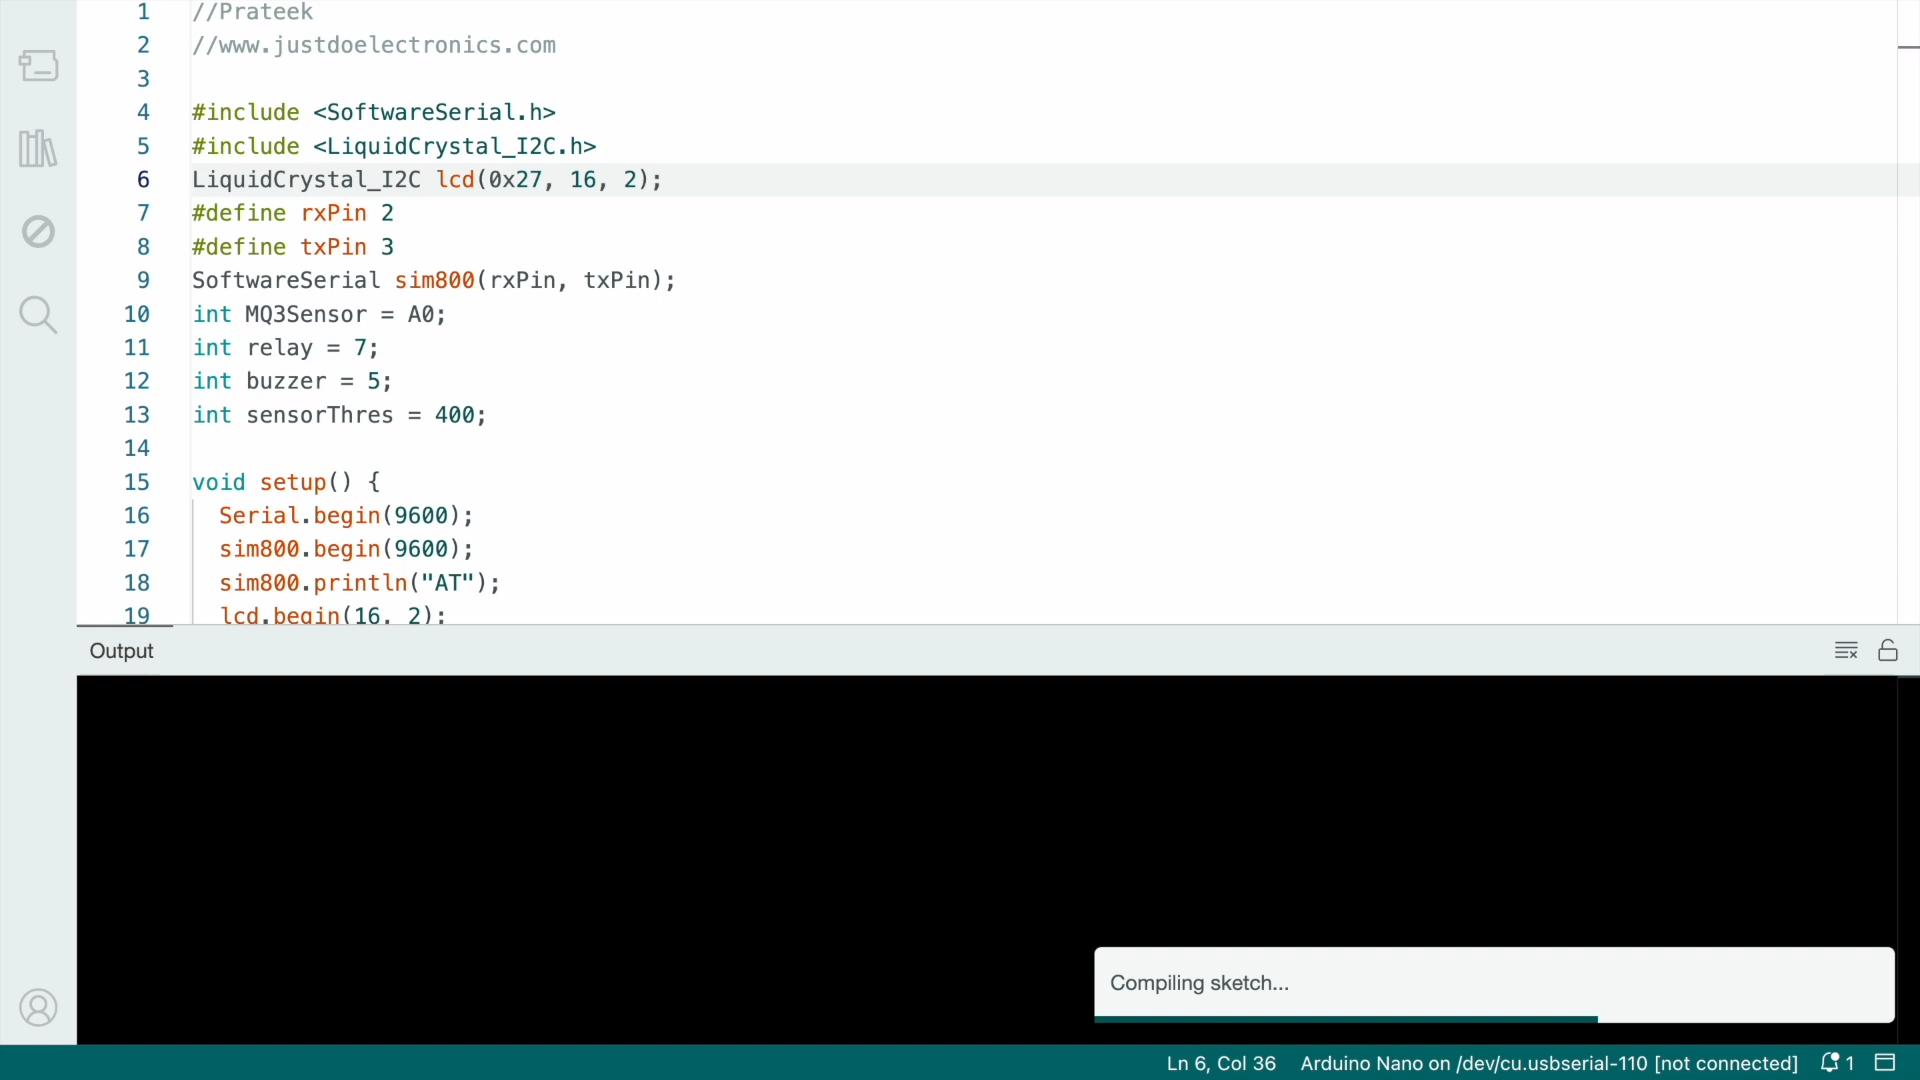 1 //Prateek
2 //www.justdoelectronics.com
3
4 #include <SoftwareSerial.h>
5 #include <LiquidCrystal_I2C.h>
6 LiquidCrystal_I2C lcd(0x27, 16, 2);
7 #define rxPin 2
8 #define txPin 3
9 SoftwareSerial sim800(rxPin, txPin);
10 int MQ3Sensor = A0;
11 int relay = 7;
12 int buzzer = 5;
13 int sensorThres = 400;
14
15 void setup() {
16 Serial.begin(9600);
17 sim800.begin(9600);
18 sim800.println("AT");
19 lcd.begin(16, 2);
Output
Compiling sketch...
Ln 6, Col 36 Arduino Nano on /dev/cu.usbserial-110 [not connected] 1